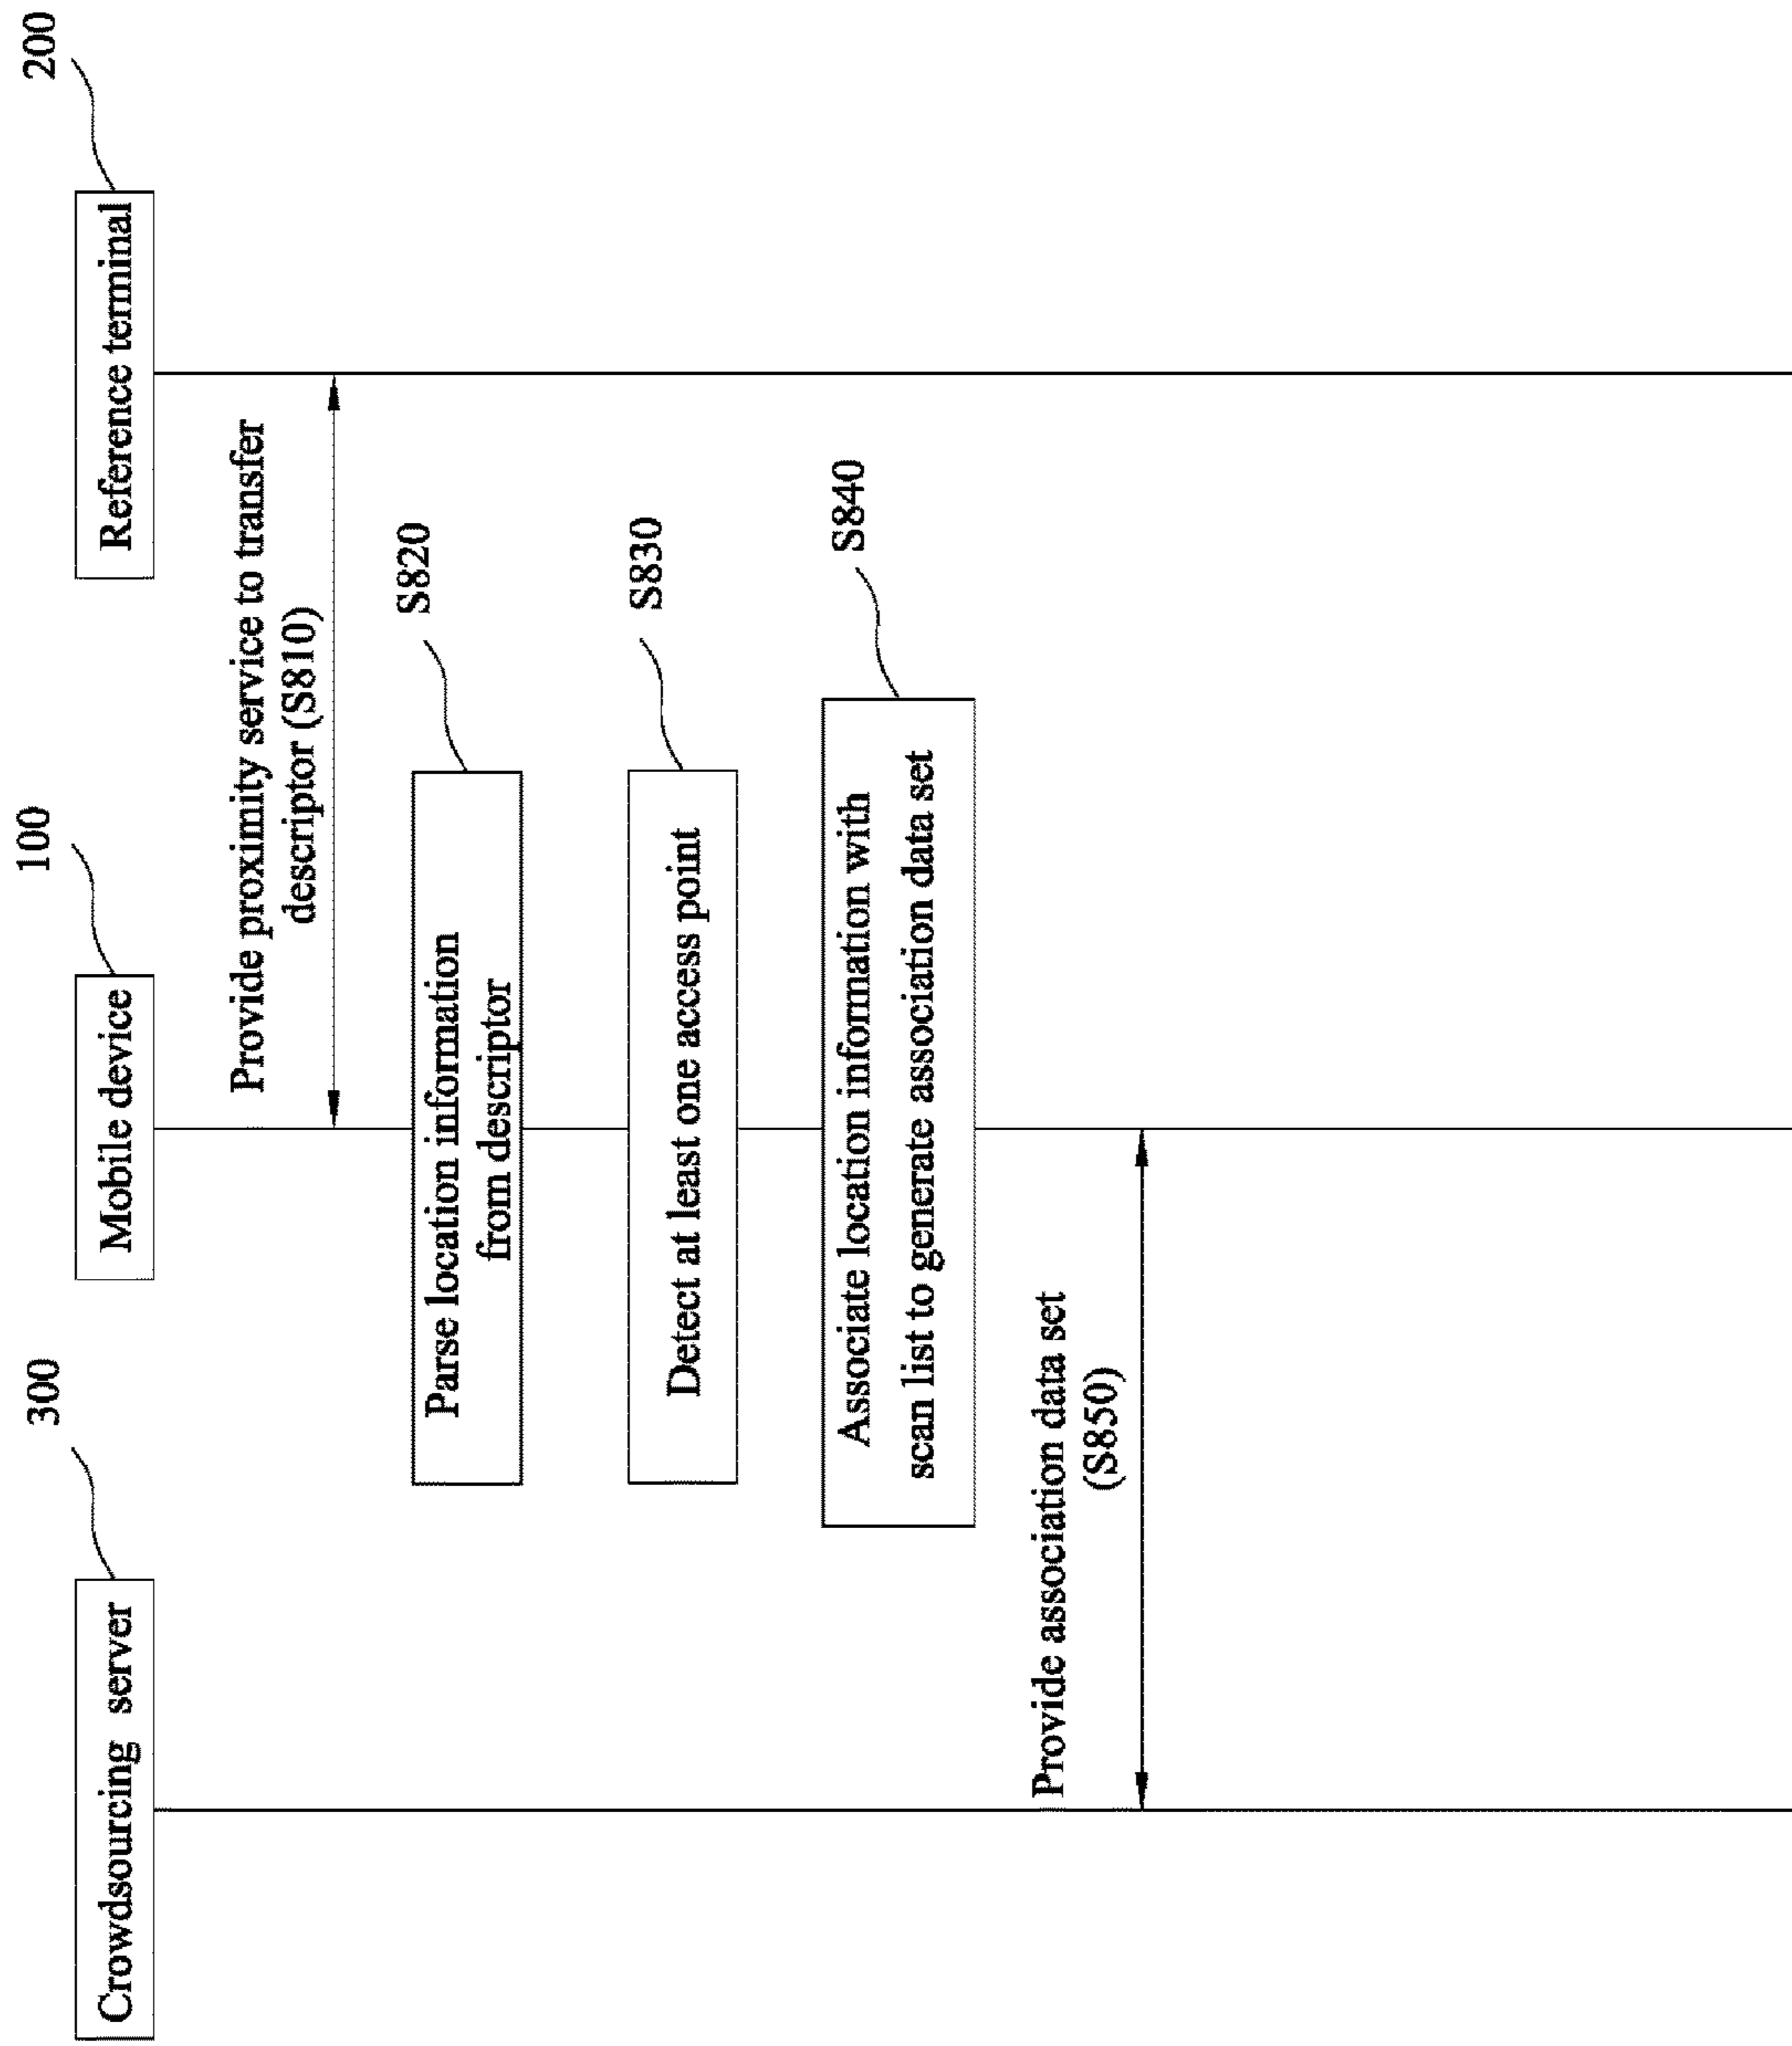 300
100
200
Crowdsourcing server
Mobile device
Reference terminal
Provide proximity service to transfer
descriptor (S810)
S820
Parse location information
from descriptor
S830
Detect at least one access point
S840
Associate location information with
scan list to generate association data set
Provide association data set
(S850)